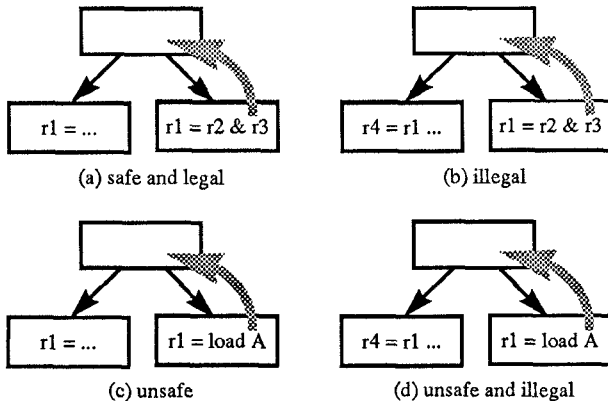 r1 = ...
r1 = r2 & r3
(a) safe and legal
r4 = r1 ...
r1 = r2 & r3
(b) illegal
r1 = ...
r1 = load A
(c) unsafe
r4 = r1 ...
r1 = load A
(d) unsafe and illegal